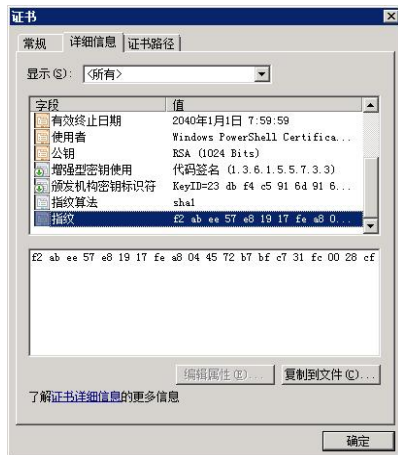 证书
常规 详细信息 证书路径
显示(S): <所有>
字段 值
有效终止日期 2040年1月1日 7:59:59
使用者 Windows PowerShell Certifica...
公钥 RSA (1024 Bits)
增强型密钥使用 代码签名 (1.3.6.1.5.5.7.3.3)
颁发机构密钥标识符 KeyID=23 db f4 c5 91 6d 91 6...
指纹算法 sha1
指纹 f2 ab ee 57 e8 19 17 fe a8 0...
f2 ab ee 57 e8 19 17 fe a8 04 45 72 b7 bf c7 31 fc 00 28 cf
编辑属性(E)... 复制到文件(C)...
了解证书详细信息的更多信息
确定